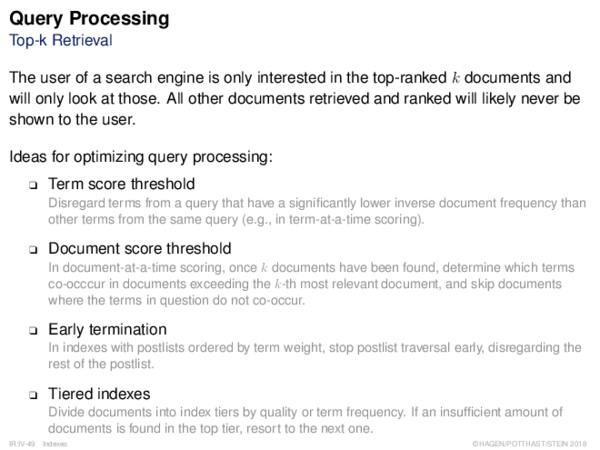 Query Processing
Top-k Retrieval
The user of a search engine is only interested in the top-ranked k documents and
will only look at those. All other documents retrieved and ranked will likely never be
shown to the user.
Ideas for optimizing query processing:
❑ Term score threshold
Disregard terms from a query that have a significantly lower inverse document frequency than
other terms from the same query (e.g., in term-at-a-time scoring).
❑ Document score threshold
In document-at-a-time scoring, once k documents have been found, determine which terms
co-occcur in documents exceeding the k-th most relevant document, and skip documents
where the terms in question do not co-occur.
❑ Early termination
In indexes with postlists ordered by term weight, stop postlist traversal early, disregarding the
rest of the postlist.
❑ Tiered indexes
Divide documents into index tiers by quality or term frequency. If an insufficient amount of
documents is found in the top tier, resort to the next one.
IR:IV-49 Indexes ©HAGEN/POTTHAST/STEIN 2018